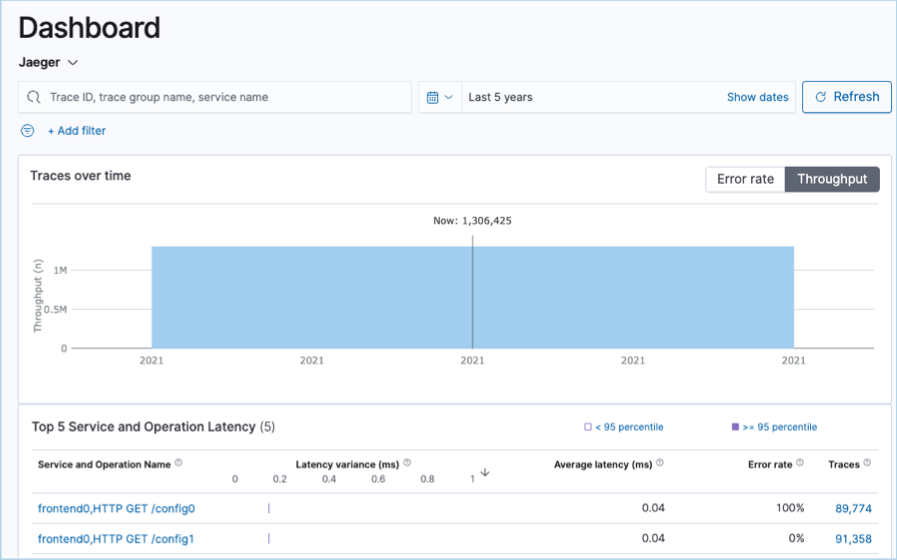 Dashboard
Jaeger
Trace ID, trace group name, service name
Last 5 years
Show dates
Refresh
+ Add filter
Traces over time
Error rate
Throughput
Now: 1,306,425
Throughput (n)
1M
0.5M
0
2021 2021 2021 2021 2021
Top 5 Service and Operation Latency (5)
< 95 percentile
>= 95 percentile
Service and Operation Name
Latency variance (ms)
Average latency (ms)
Error rate
Traces
0 0.2 0.4 0.6 0.8 1
frontend0,HTTP GET /config0 0.04 100% 89,774
frontend0,HTTP GET /config1 0.04 0% 91,358